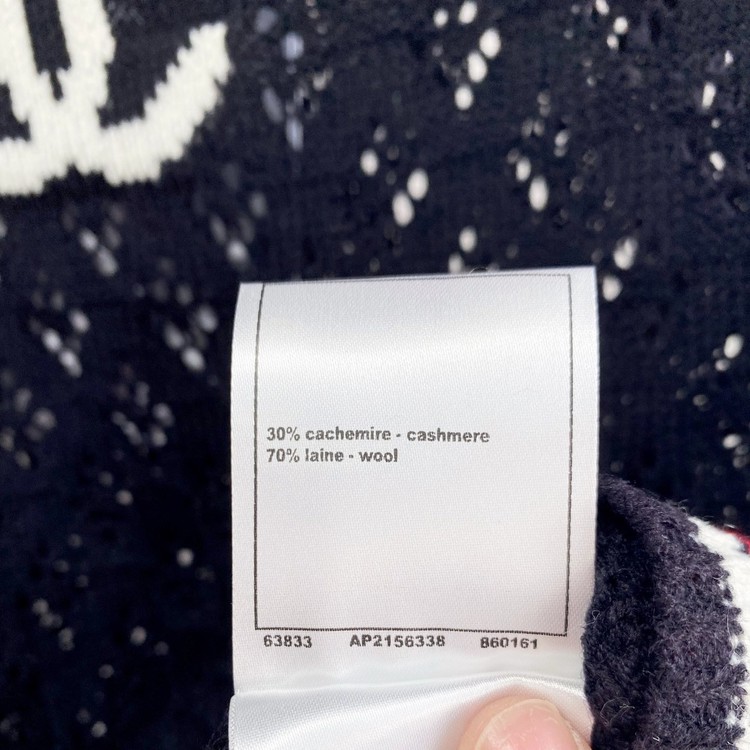 30% cachemire - cashmere
70% laine - wool
63833 AP2156338 860161